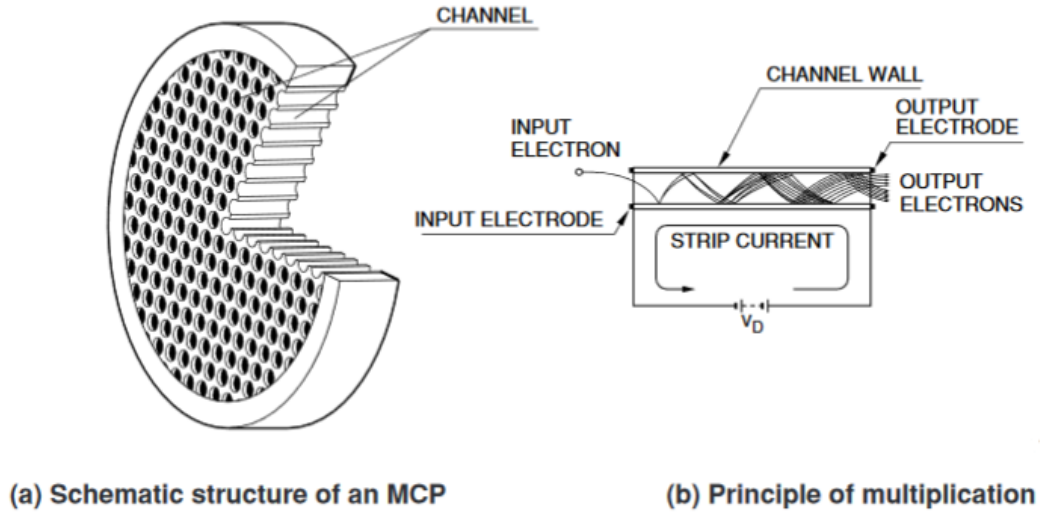 CHANNEL
CHANNEL WALL
OUTPUT
ELECTRODE
INPUT
ELECTRON
OUTPUT
ELECTRONS
INPUT ELECTRODE
STRIP CURRENT
VD
(a) Schematic structure of an MCP
(b) Principle of multiplication